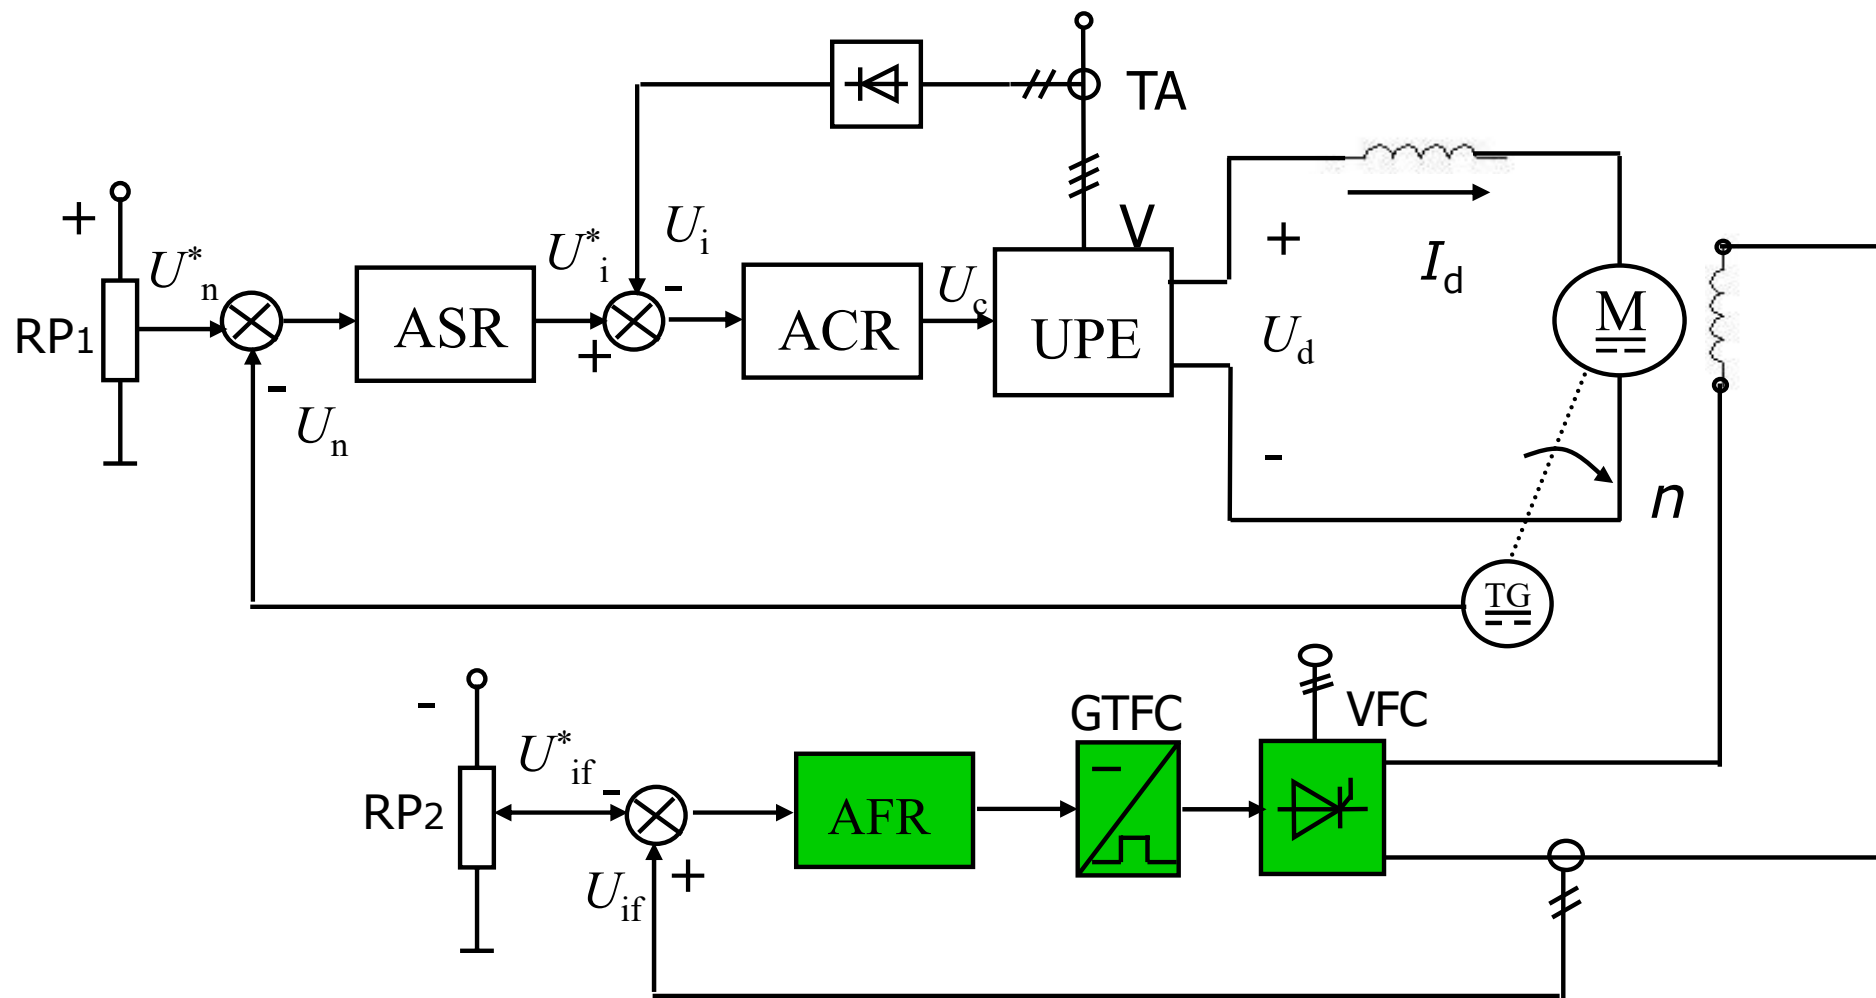 TA
V
+
U*n
RP1
-
Un
ASR
U*i
+
Ui
-
ACR
Uc
UPE
+
Ud
-
Id
M
n
TG
-
U*if
RP2
-
Uif
+
AFR
GTFC
VFC